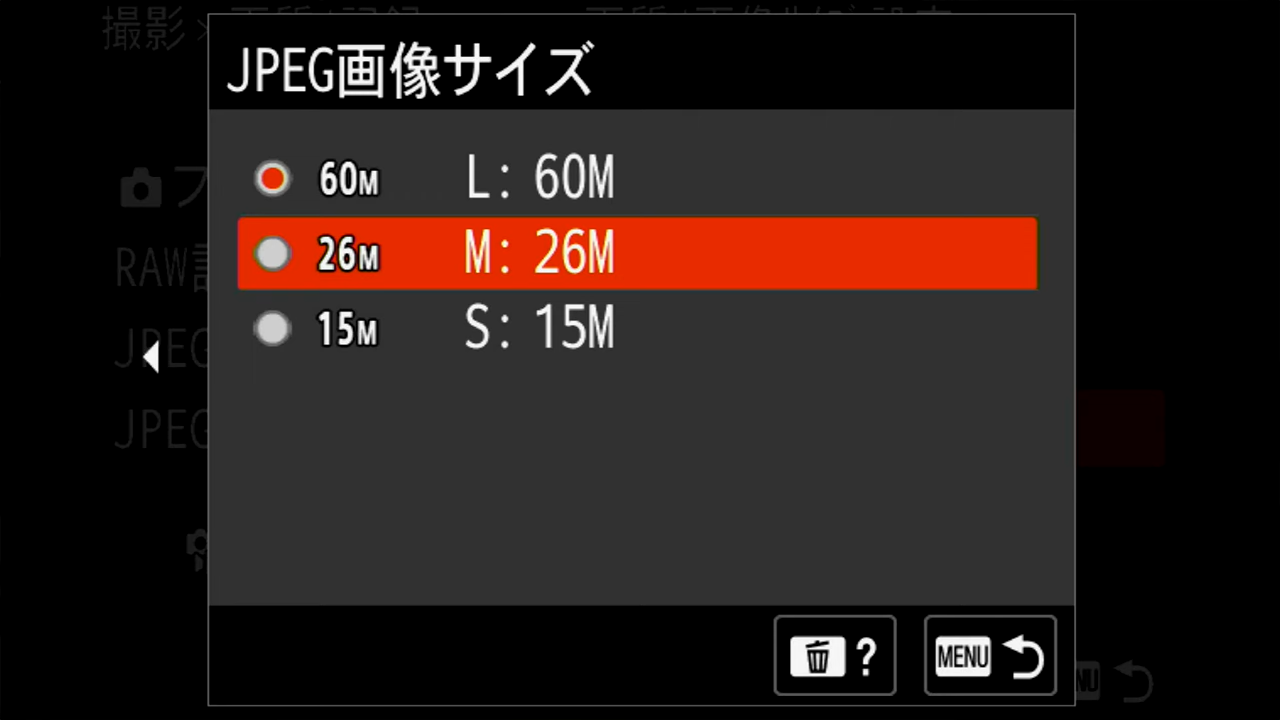 JPEG画像サイズ
60M L: 60M
26M M: 26M
15M S: 15M
RAW
JPEG
JPEG
? MENU